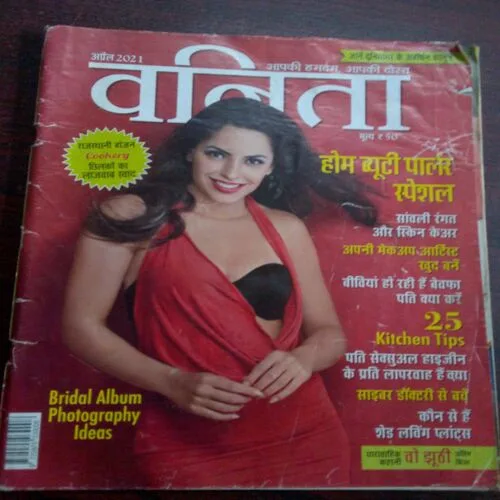 अप्रैल 2021
आपकी हमदम आपकी दोस्त
वनिता
मूल्य ₹ 50
राजस्थानी बांजन
Cookery
छिलकों का
लाजवाब स्वाद
होम ब्यूटी पार्लर
स्पेशल
सांवली रंगत
और स्किन केअर
अपनी मेकअप आर्टिस्ट
खुद बनें
बीवियां हो रही हैं बेवफा
पति क्या करें
25
Kitchen Tips
पति सेक्सुअल हाइजीन
के प्रति लापरवाह हैं क्या
साइबर डॉक्टरी से बचें
कौन से हैं
शेड लविंग प्लांट्स
Bridal Album
Photography
Ideas
धारावाहिक
कहानी
वो झूठी
अंतिम
किस्त